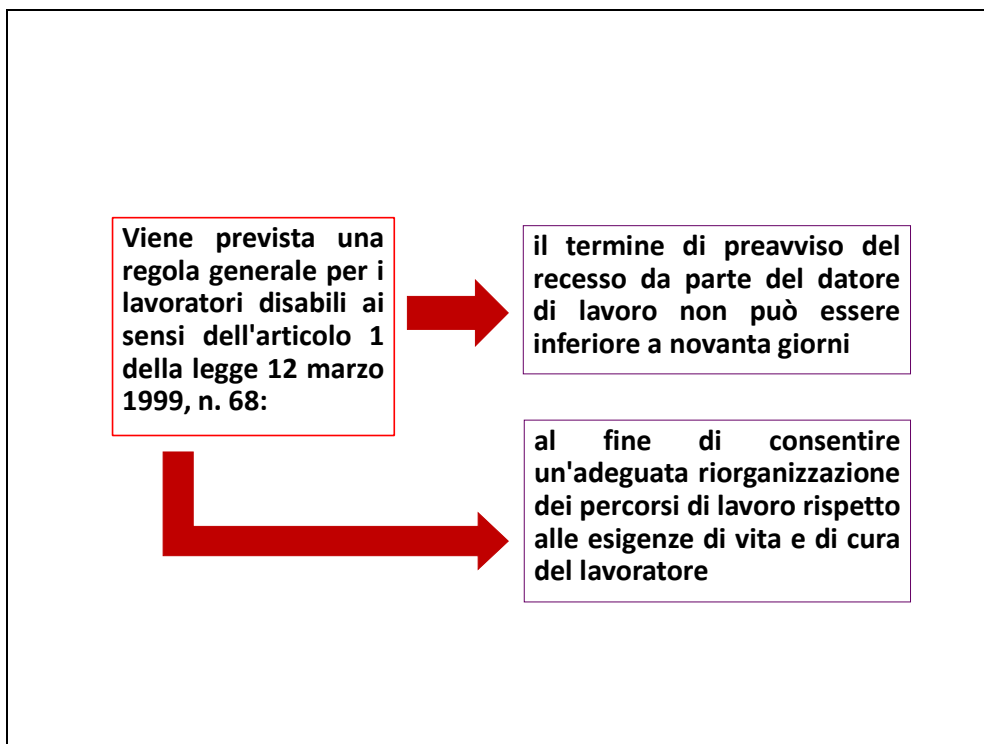 Viene prevista una
regola generale per i
lavoratori disabili ai
sensi dell'articolo 1
della legge 12 marzo
1999, n. 68:
il termine di preavviso del
recesso da parte del datore
di lavoro non può essere
inferiore a novanta giorni
al fine di consentire
un'adeguata riorganizzazione
dei percorsi di lavoro rispetto
alle esigenze di vita e di cura
del lavoratore